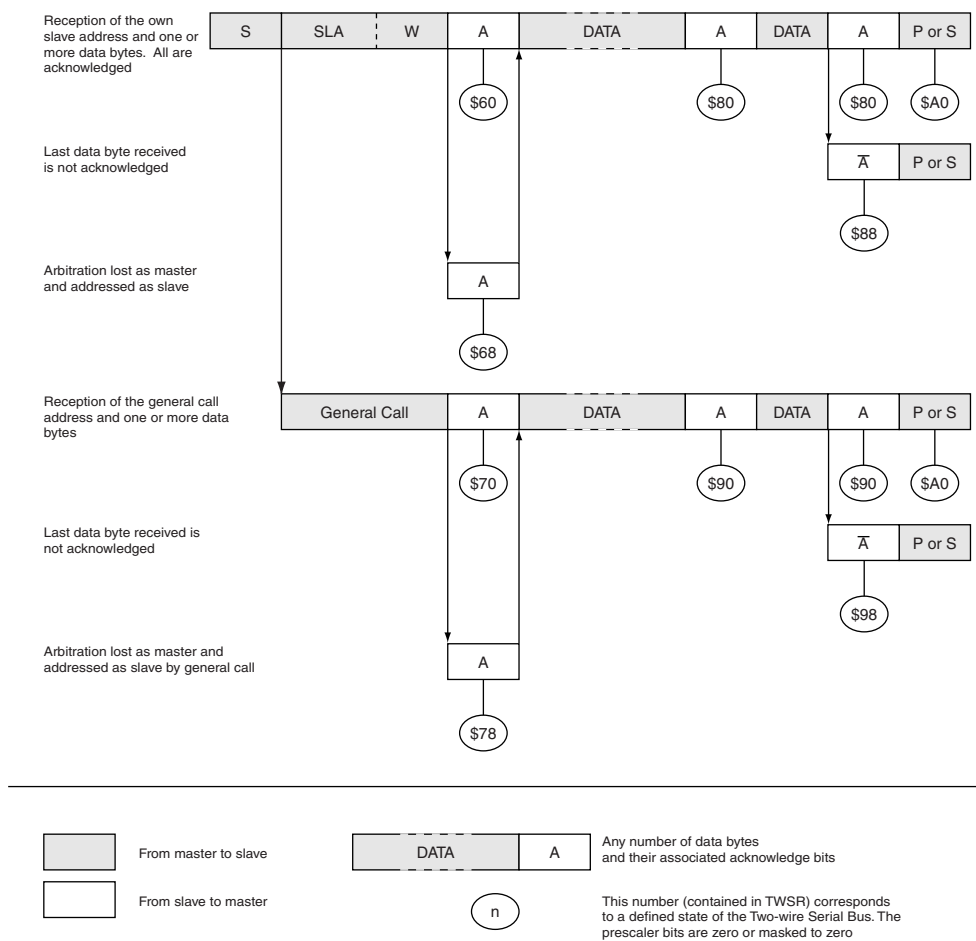 Reception of the own
slave address and one or
more data bytes. All are
acknowledged
S SLA W A DATA A DATA A P or S
$60 $80 $80 $A0
Last data byte received
is not acknowledged
A̅ P or S
$88
Arbitration lost as master
and addressed as slave
A
$68
Reception of the general call
address and one or more data
bytes
General Call A DATA A DATA A P or S
$70 $90 $90 $A0
Last data byte received is
not acknowledged
A̅ P or S
$98
Arbitration lost as master and
addressed as slave by general call
A
$78
From master to slave
DATA A
Any number of data bytes
and their associated acknowledge bits
From slave to master
n
This number (contained in TWSR) corresponds
to a defined state of the Two-wire Serial Bus. The
prescaler bits are zero or masked to zero